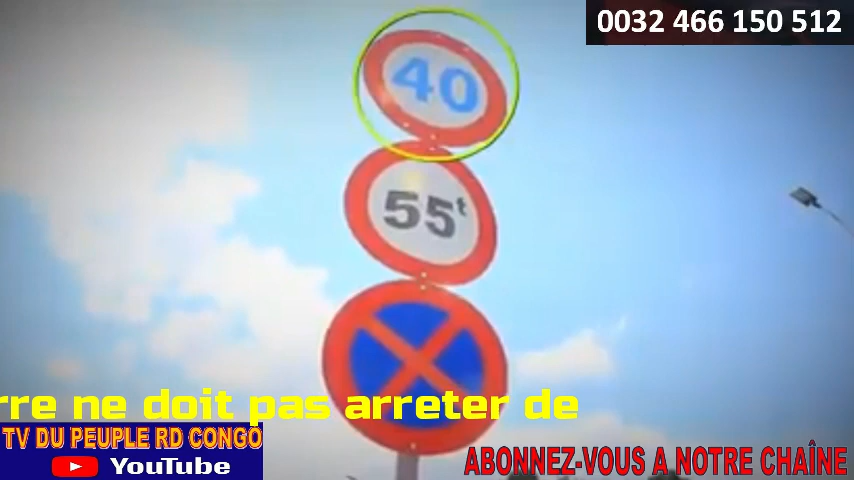 0032 466 150 512
40
55t
rre ne doit pas arreter de
TV DU PEUPLE RD CONGO
YouTube
ABONNEZ-VOUS A NOTRE CHAÎNE